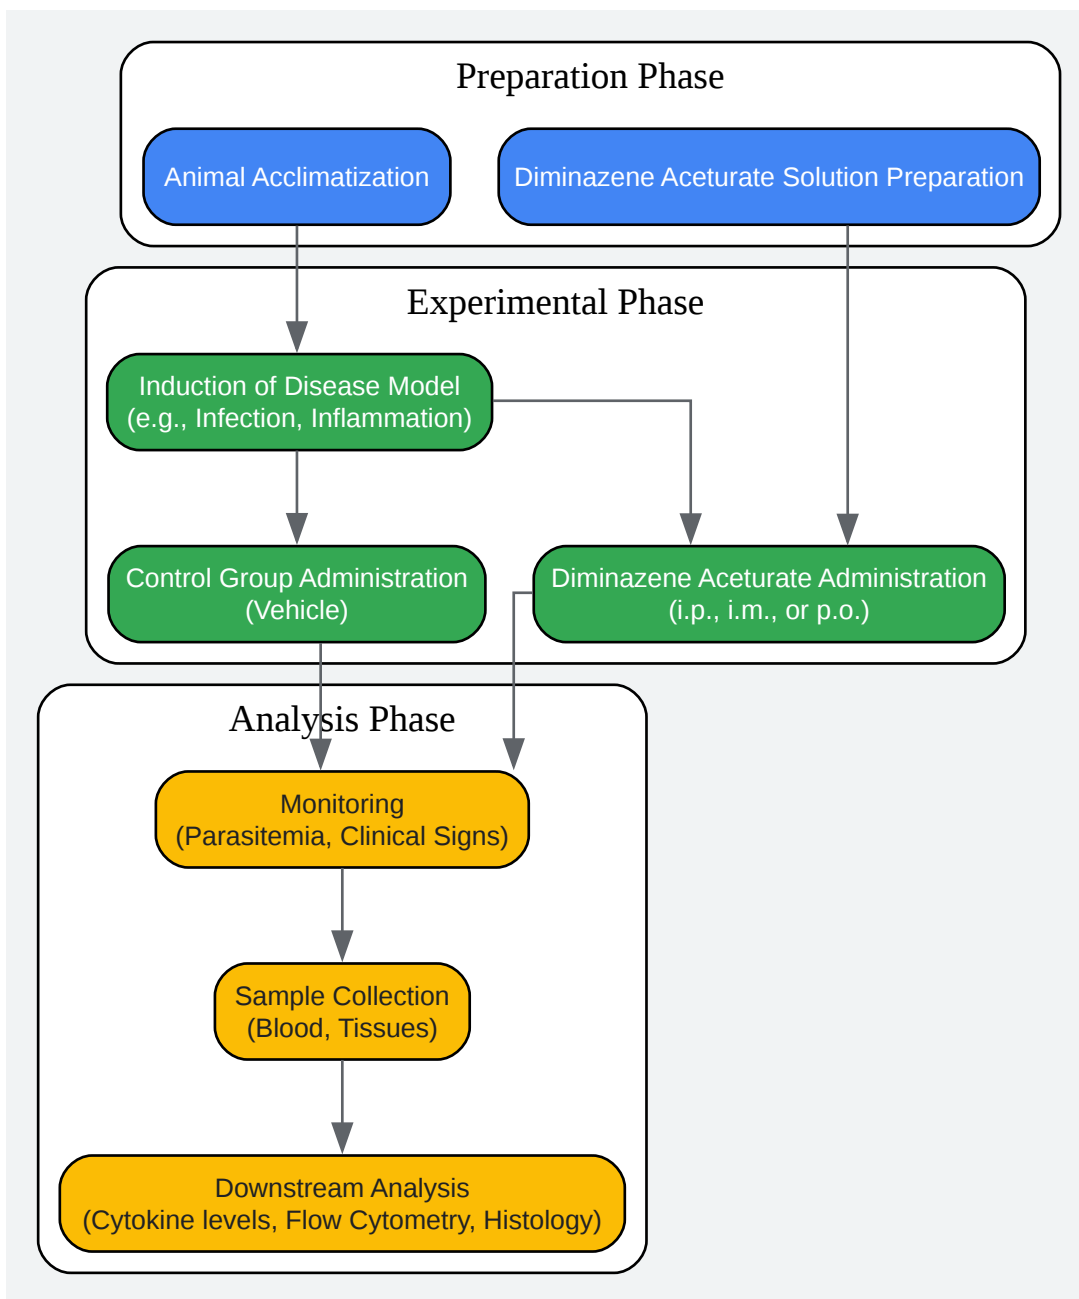 Preparation Phase
Animal Acclimatization
Diminazene Aceturate Solution Preparation
Experimental Phase
Induction of Disease Model
(e.g., Infection, Inflammation)
Control Group Administration
(Vehicle)
Diminazene Aceturate Administration
(i.p., i.m., or p.o.)
Analysis Phase
Monitoring
(Parasitemia, Clinical Signs)
Sample Collection
(Blood, Tissues)
Downstream Analysis
(Cytokine levels, Flow Cytometry, Histology)